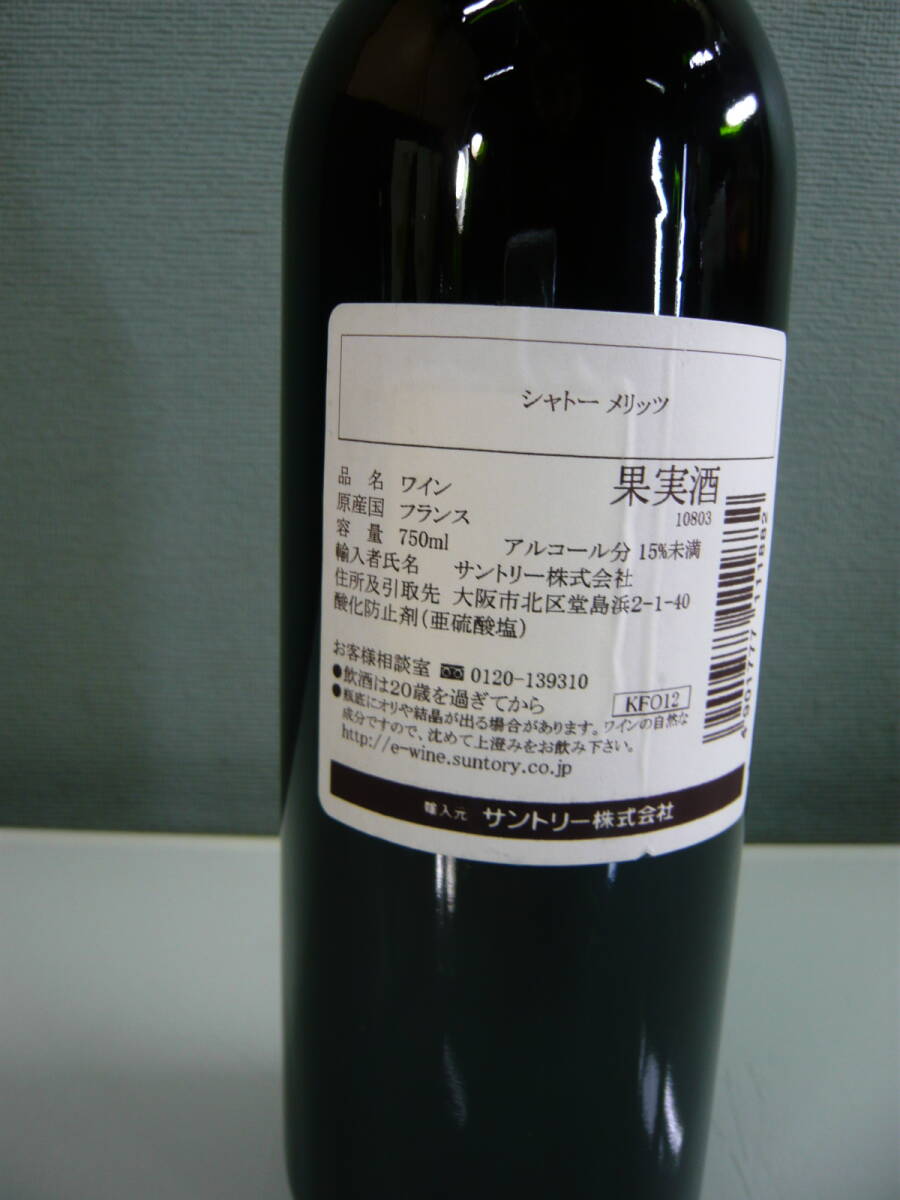 シャトー メリッツ
果実酒
10803
品名 ワイン
原産国 フランス
容量 750ml アルコール分 15%未満
輸入者氏名 サントリー株式会社
住所及引取先 大阪市北区堂島浜2-1-40
酸化防止剤(亜硫酸塩)
お客様相談室 0120-139310
●飲酒は20歳を過ぎてから
KFO12
●瓶底にオリや結晶が出る場合があります。ワインの自然な
成分ですので、沈めて上澄みをお飲み下さい。
http://e-wine.suntory.co.jp
輸入元 サントリー株式会社
4 901777 111882